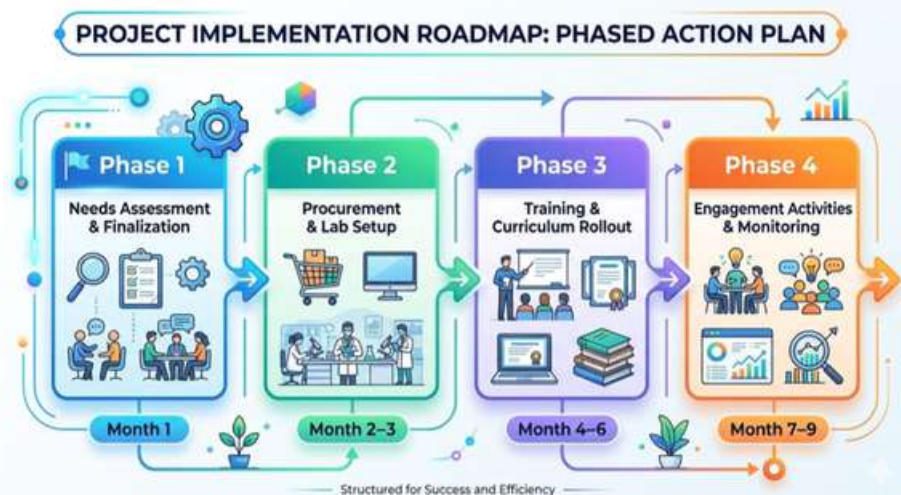 PROJECT IMPLEMENTATION ROADMAP: PHASED ACTION PLAN
Phase 1
Needs Assessment
& Finalization
Month 1
Phase 2
Procurement
& Lab Setup
Month 2–3
Phase 3
Training &
Curriculum Rollout
Month 4–6
Phase 4
Engagement Activities
& Monitoring
Month 7–9
Structured for Success and Efficiency